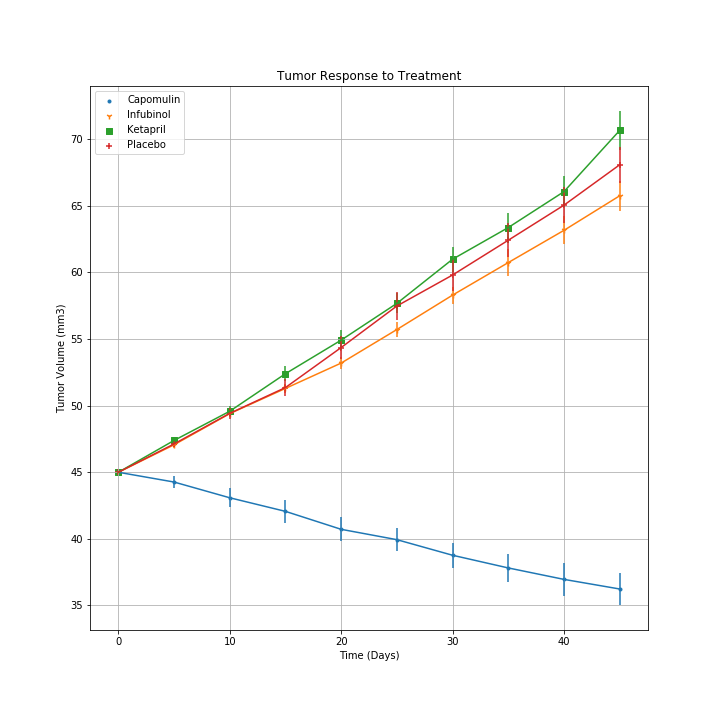 Tumor Response to Treatment
Capomulin
Infubinol
Ketapril
Placebo
Tumor Volume (mm3)
70
65
60
55
50
45
40
35
0 10 20 30 40
Time (Days)